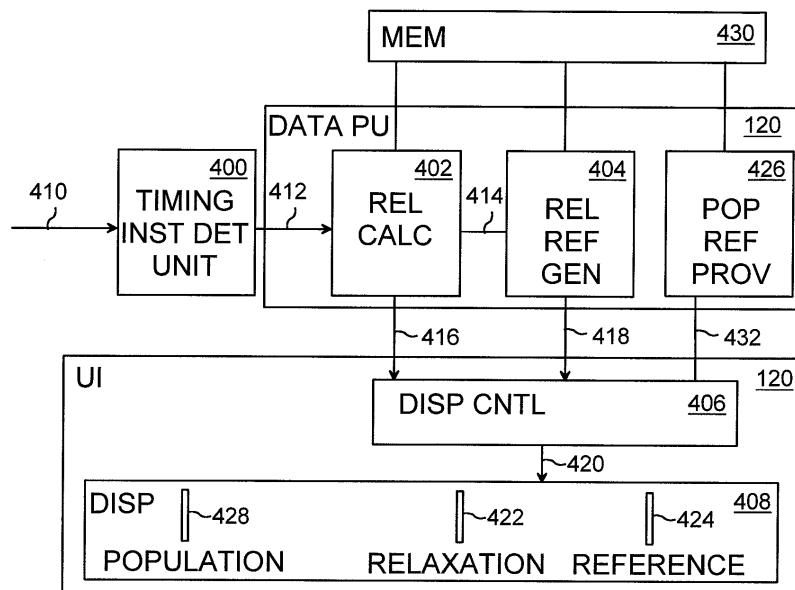 MEM 430
DATA PU 120
400
TIMING
INST DET
UNIT
410
412
402
REL
CALC
414
404
REL
REF
GEN
426
POP
REF
PROV
416
418
432
UI 120
DISP CNTL 406
420
DISP 408
428
422
424
POPULATION RELAXATION REFERENCE